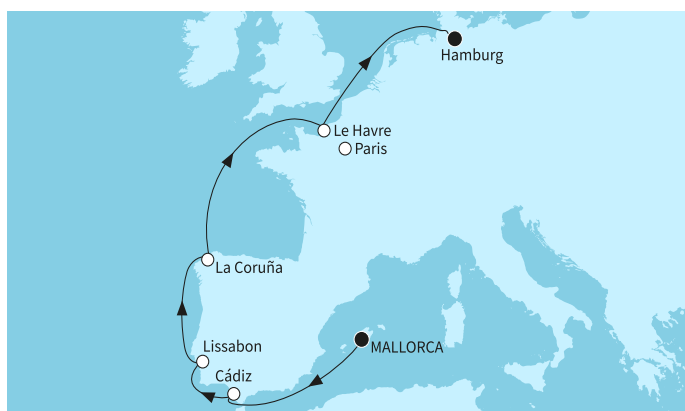 Hamburg
Le Havre
Paris
La Coruña
Lissabon
MALLORCA
Cádiz